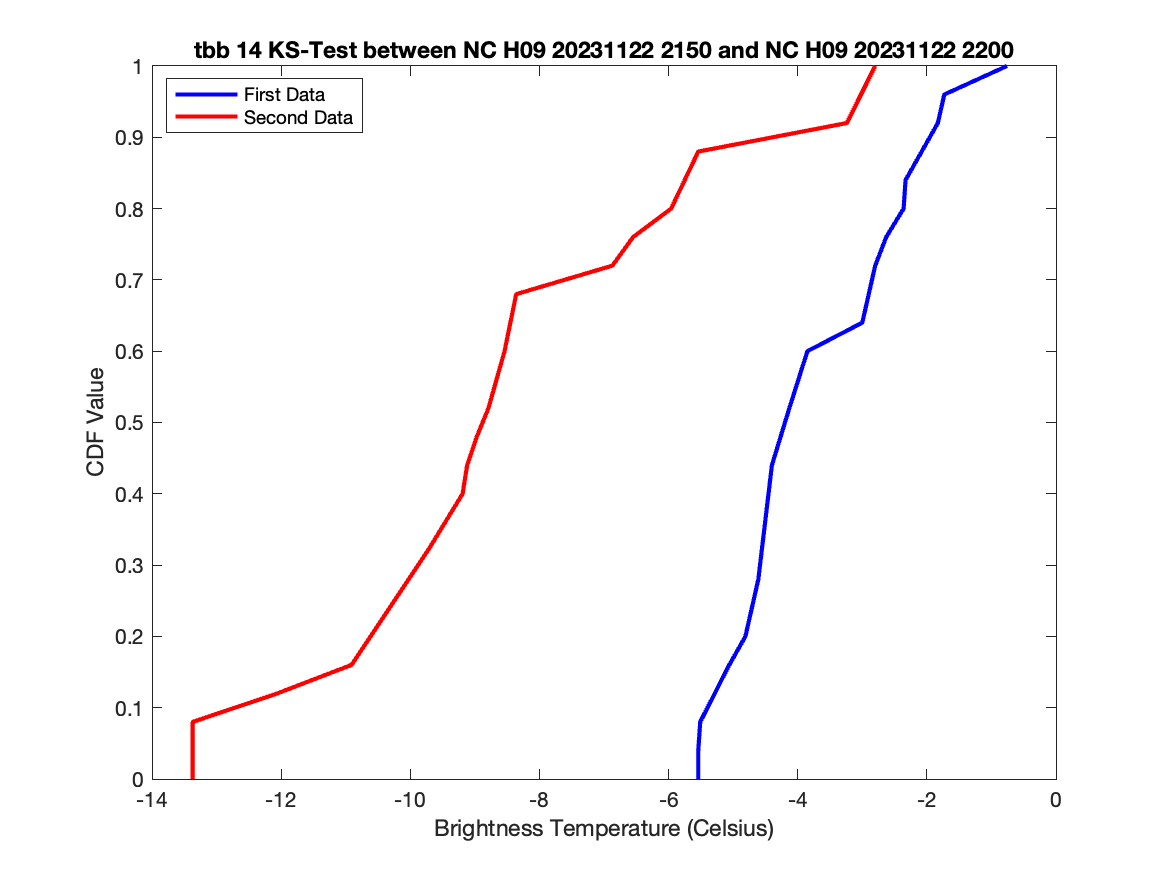 tbb 14 KS-Test between NC H09 20231122 2150 and NC H09 20231122 2200
First Data
Second Data
1
0.9
0.8
0.7
0.6
0.5
0.4
0.3
0.2
0.1
0
CDF Value
-14 -12 -10 -8 -6 -4 -2 0
Brightness Temperature (Celsius)